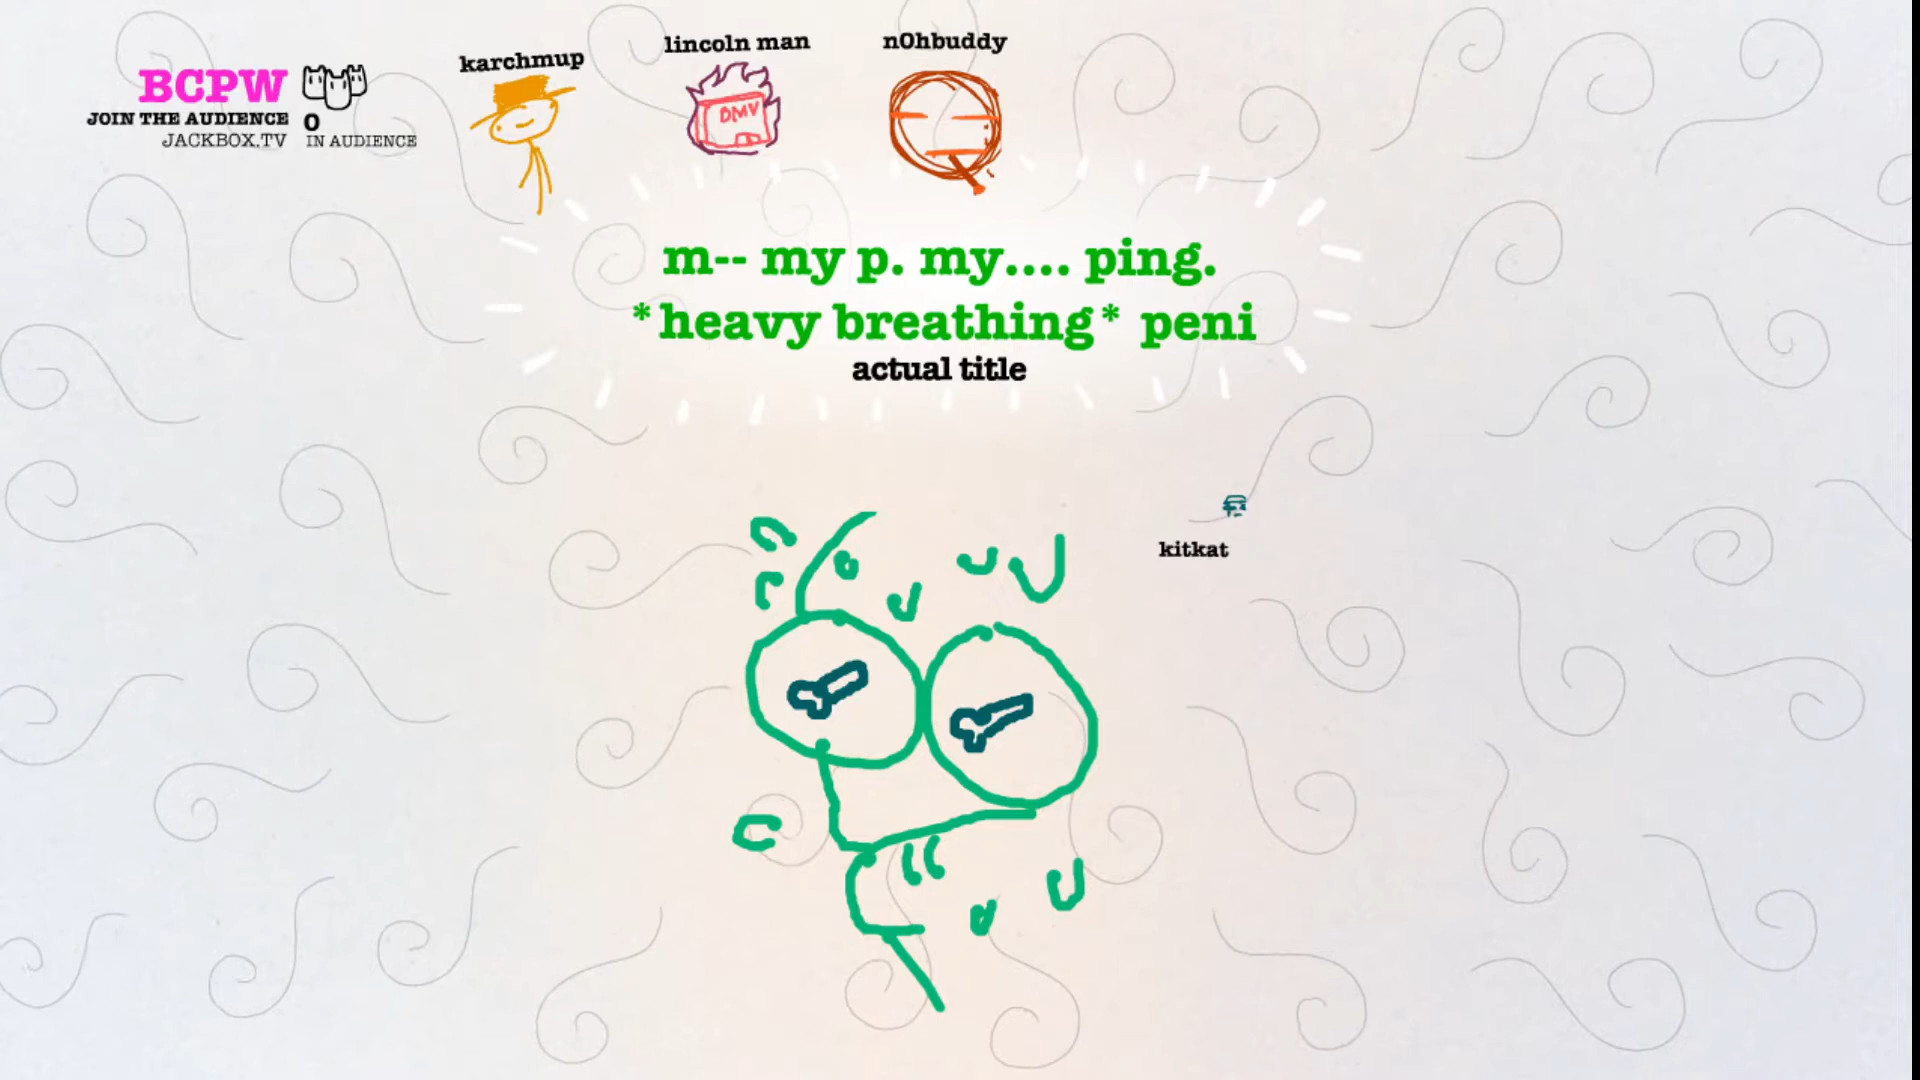 BCPW
JOIN THE AUDIENCE
JACKBOX.TV
0
IN AUDIENCE
karchmup
lincoln man
DMV
n0hbuddy
m-- my p. my.... ping.
*heavy breathing* peni
actual title
kitkat